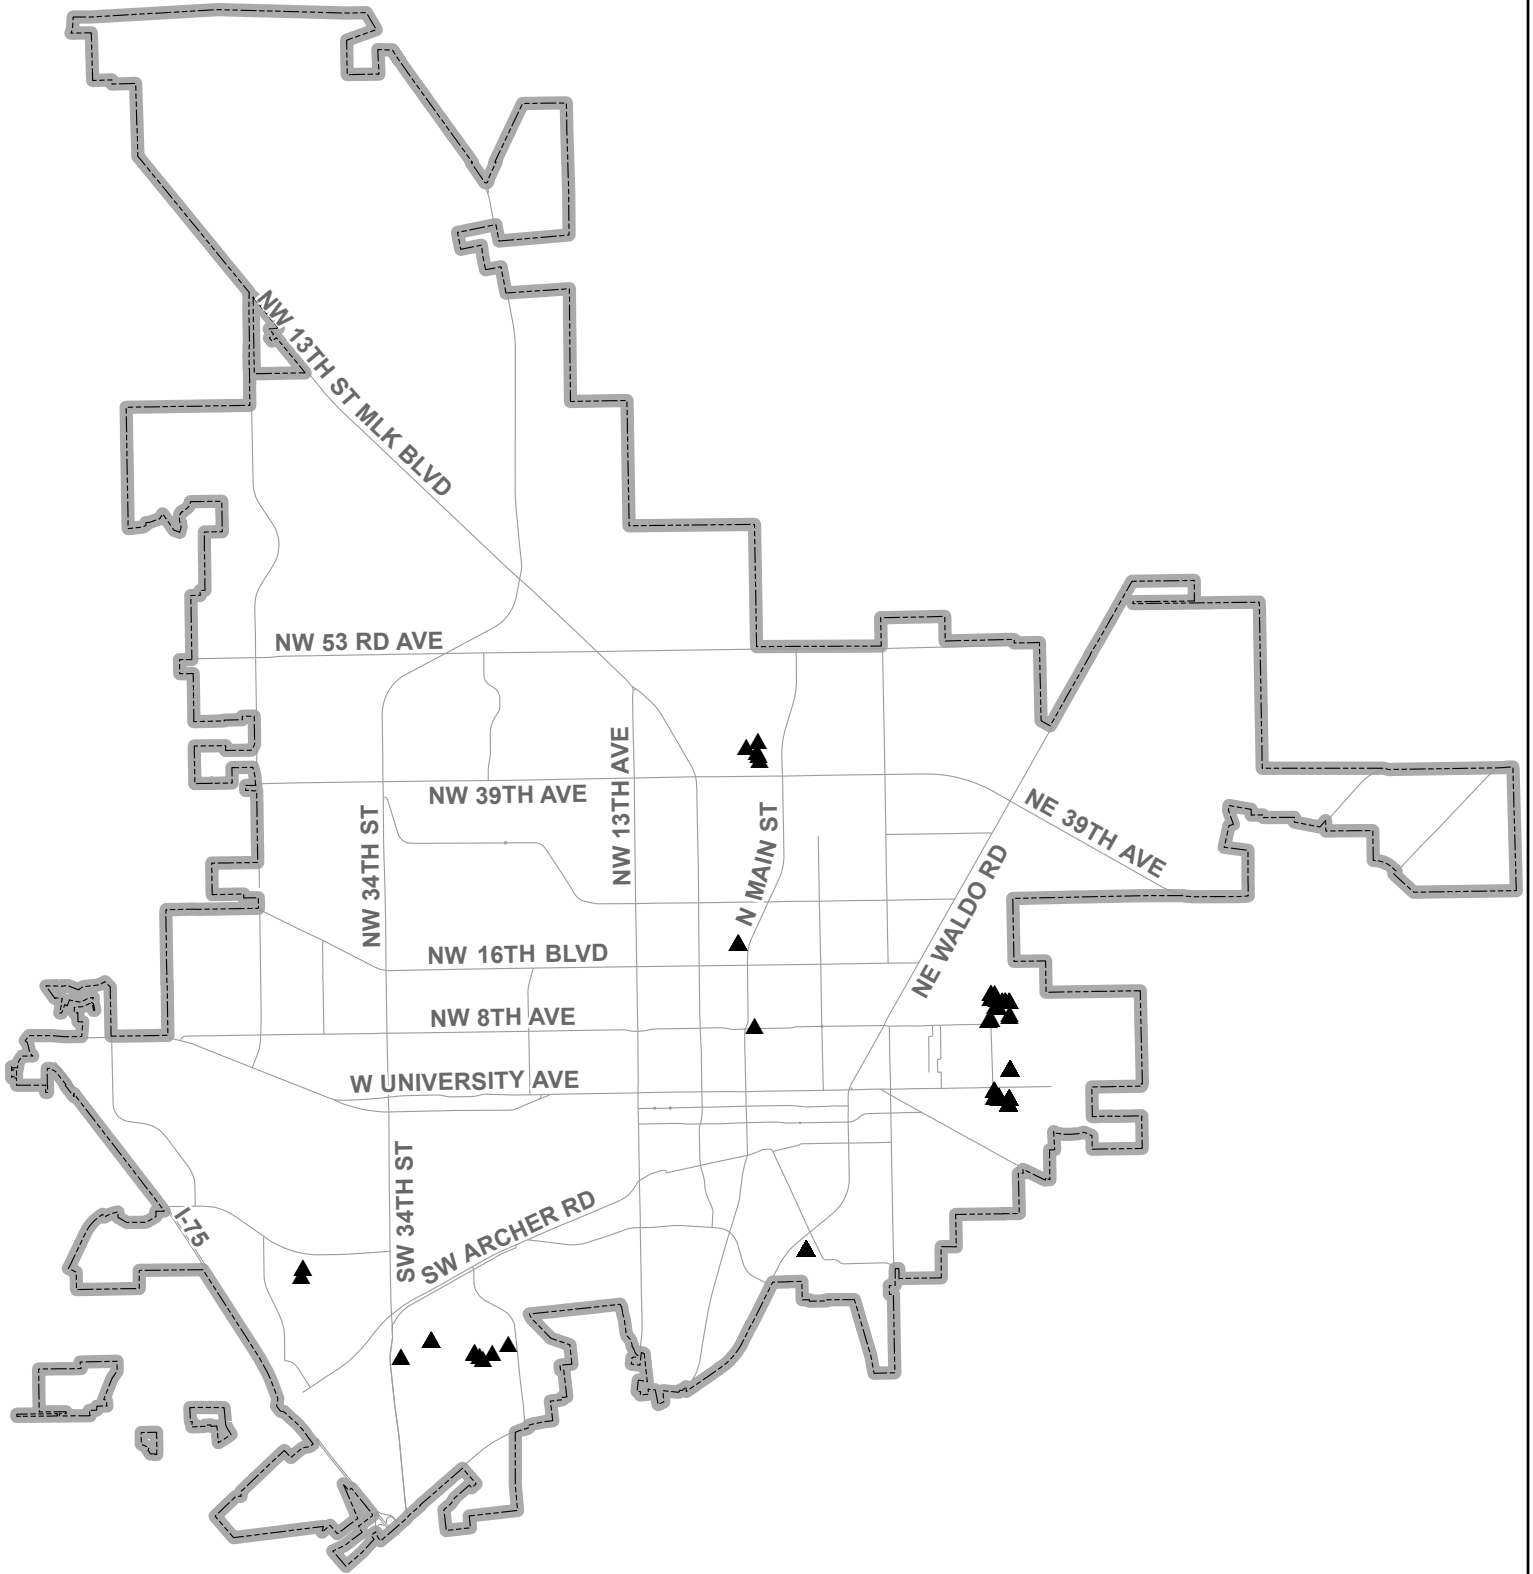 NW 13TH ST MLK BLVD
NW 53 RD AVE
NW 13TH AVE
NW 39TH AVE
NE 39TH AVE
NW 34TH ST
N MAIN ST
NE WALDO RD
NW 16TH BLVD
NW 8TH AVE
W UNIVERSITY AVE
SW 34TH ST
SW ARCHER RD
I-75